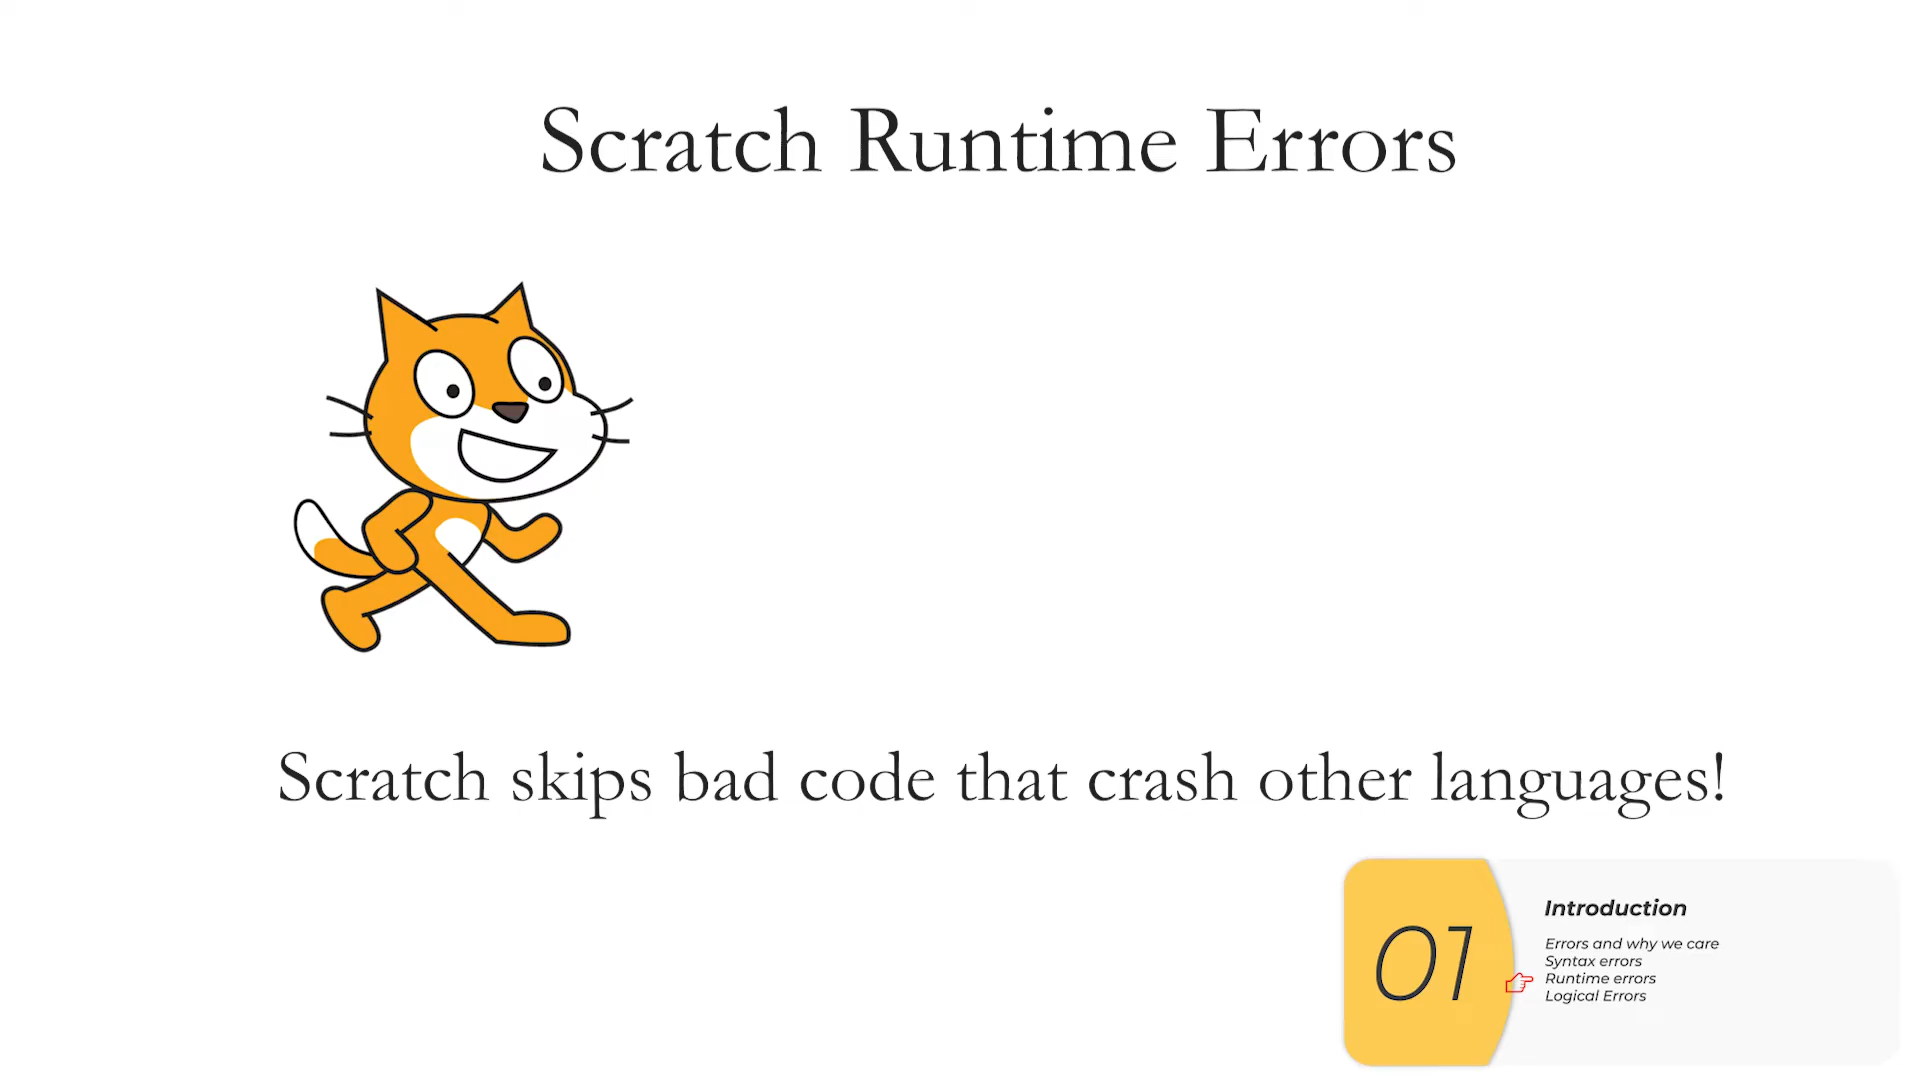 Scratch Runtime Errors
Scratch skips bad code that crash other languages!
01
Introduction
Errors and why we care
Syntax errors
Runtime errors
Logical Errors